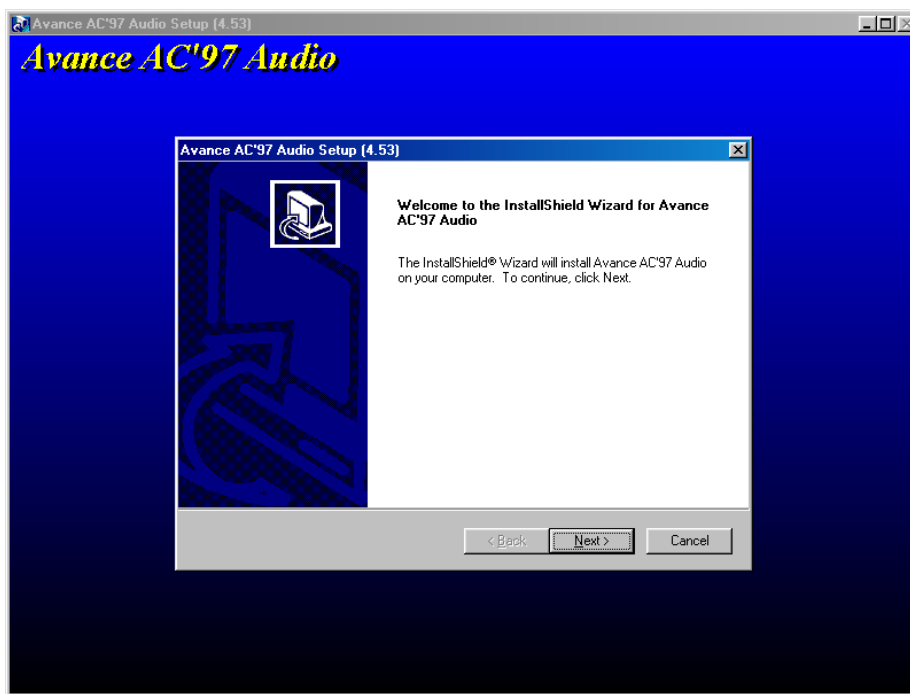 Avance AC'97 Audio Setup (4.53)
Avance AC'97 Audio
Avance AC'97 Audio Setup (4.53)
Welcome to the InstallShield Wizard for Avance
AC'97 Audio
The InstallShield® Wizard will install Avance AC'97 Audio
on your computer.  To continue, click Next.
< Back
Next >
Cancel